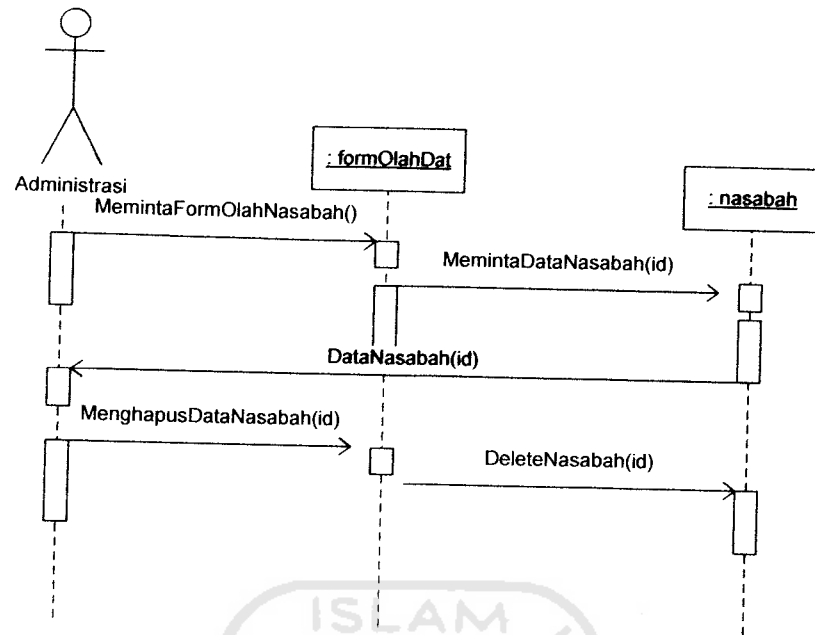 : formOlahDat
Administrasi
: nasabah
MemintaFormOlahNasabah()
MemintaDataNasabah(id)
DataNasabah(id)
MenghapusDataNasabah(id)
DeleteNasabah(id)
ISLAM